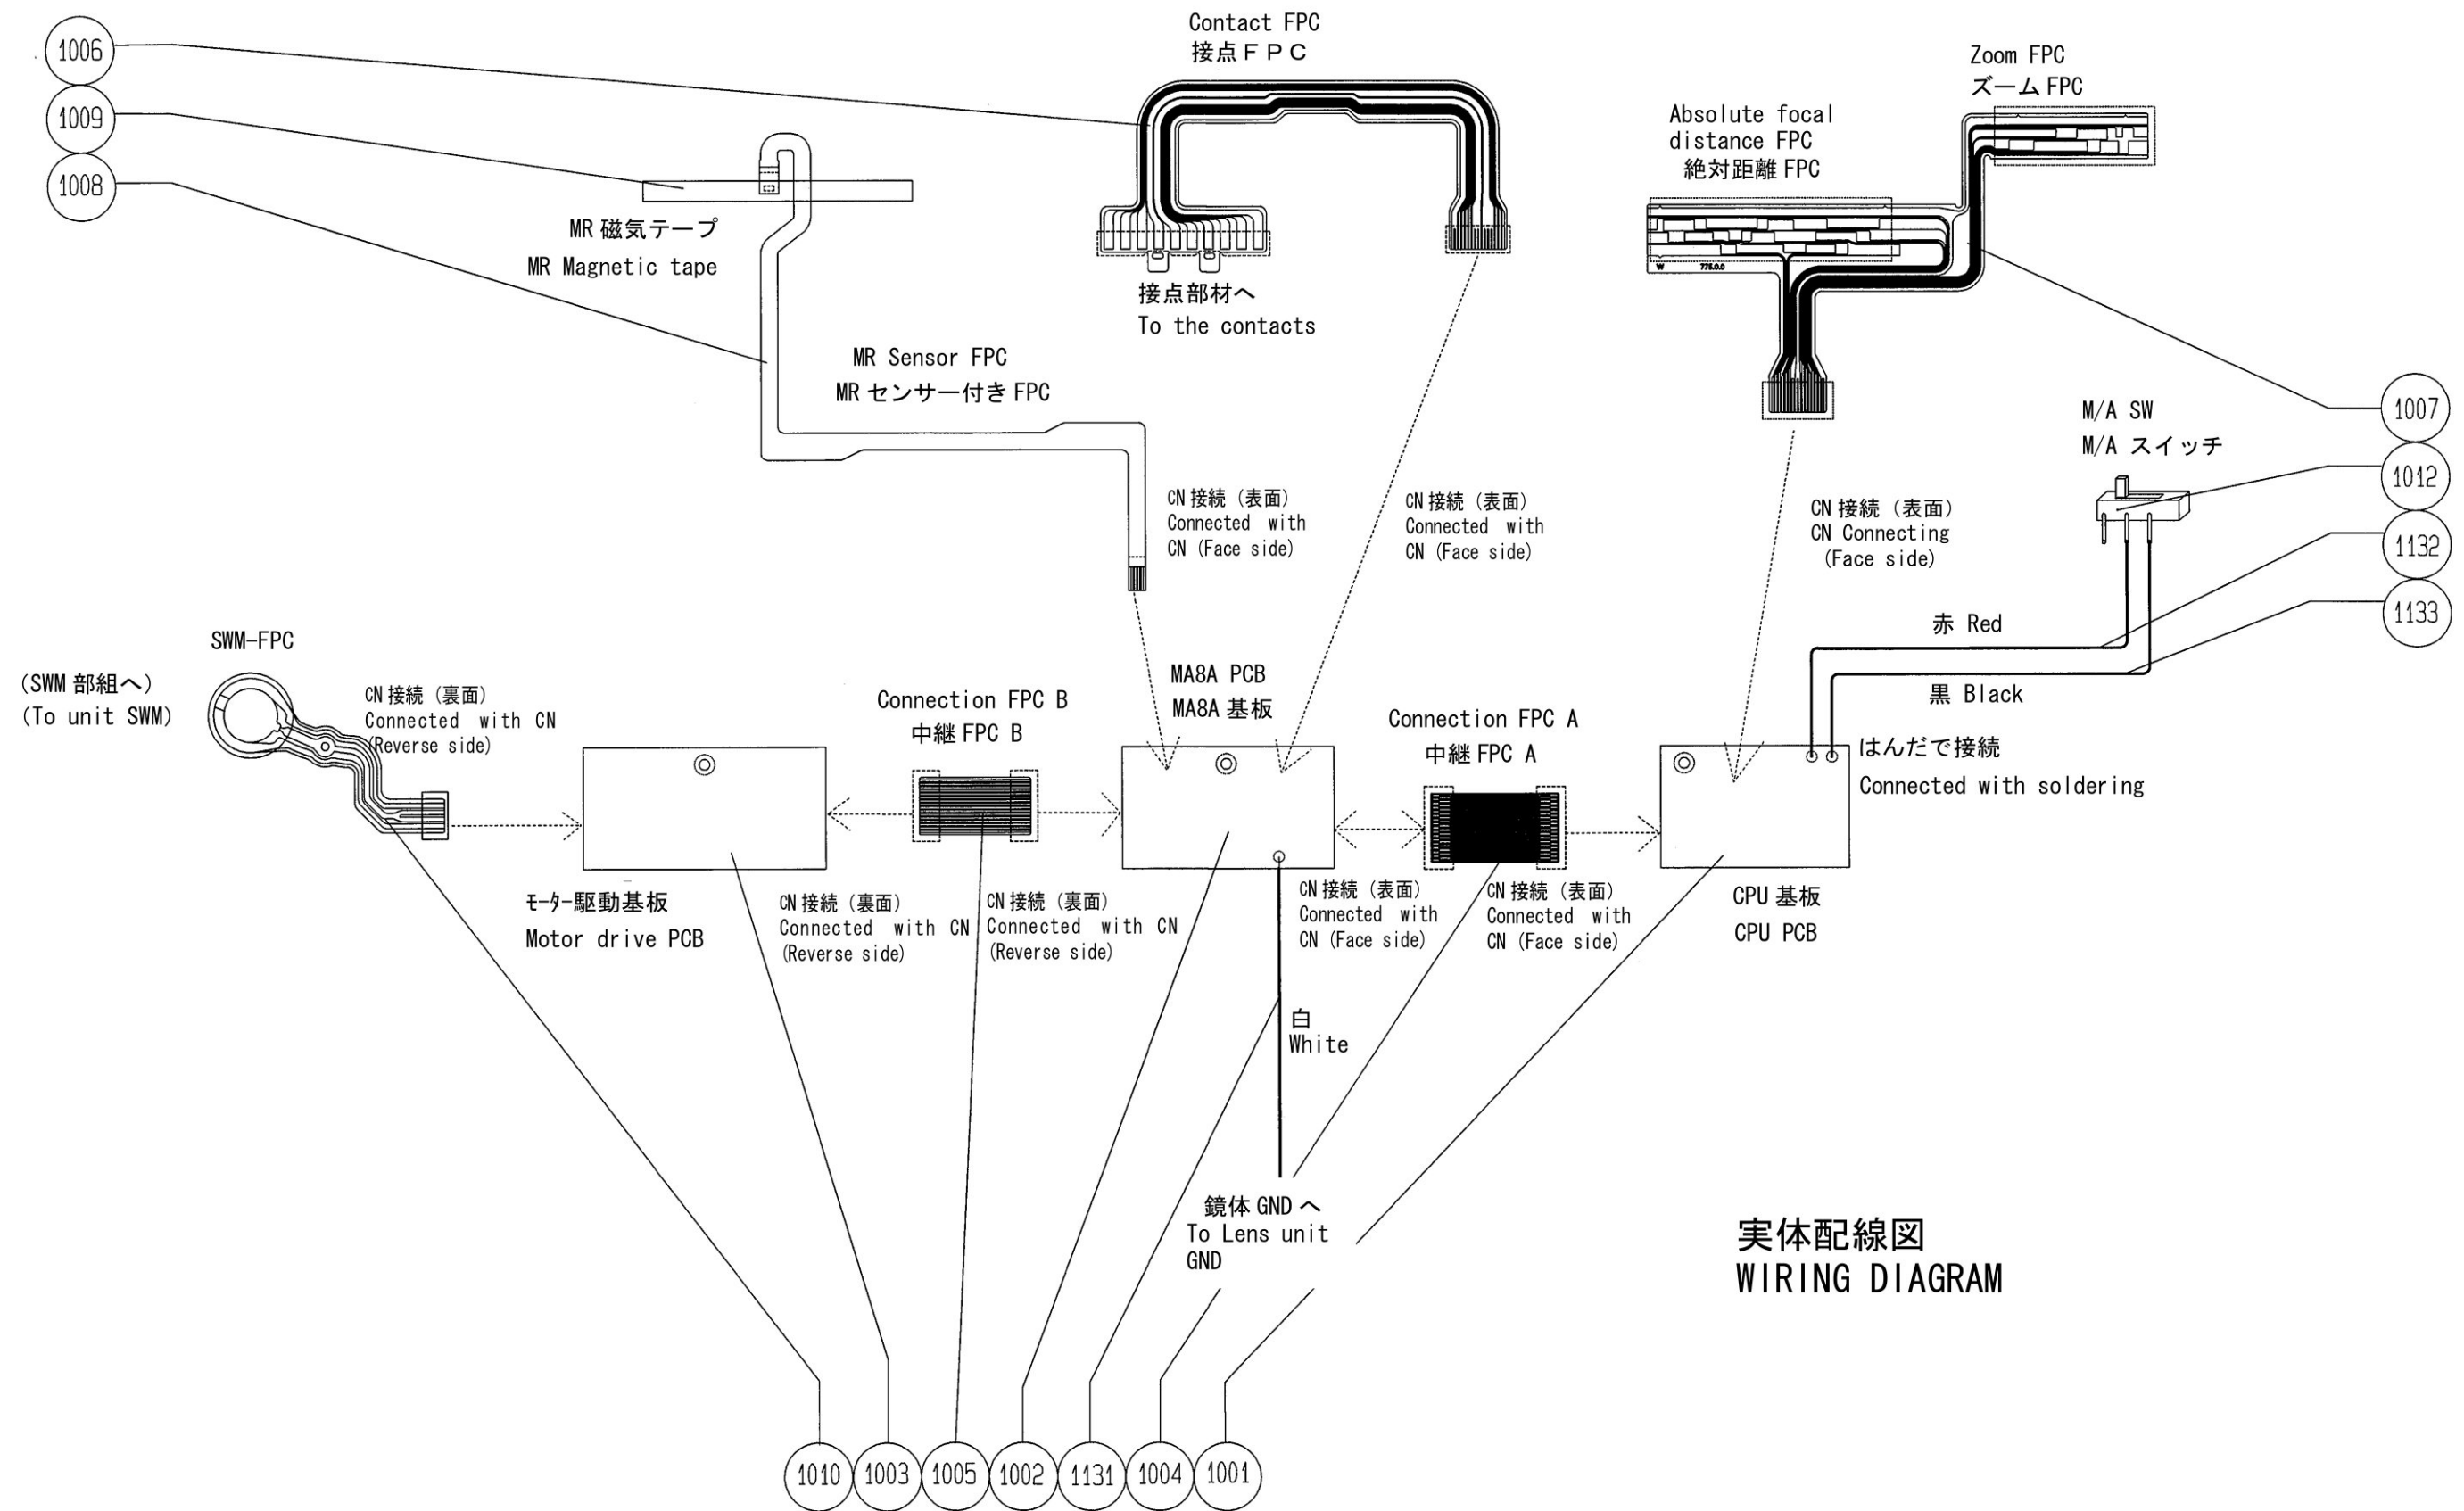 1006
1009
1008
Contact FPC
接点ＦＰＣ
Zoom FPC
ズーム FPC
Absolute focal
distance FPC
絶対距離 FPC
W 775.0.0
MR 磁気テープ
MR Magnetic tape
接点部材へ
To the contacts
MR Sensor FPC
MR センサー付き FPC
1007
1012
1132
1133
M/A SW
M/A スイッチ
CN 接続（表面）
Connected with
CN (Face side)
CN 接続（表面）
Connected with
CN (Face side)
CN 接続（表面）
CN Connecting
(Face side)
赤 Red
黒 Black
SWM-FPC
(SWM 部組へ)
(To unit SWM)
CN 接続（裏面）
Connected with CN
(Reverse side)
Connection FPC B
中継 FPC B
MA8A PCB
MA8A 基板
Connection FPC A
中継 FPC A
はんだで接続
Connected with soldering
ﾓｰﾀｰ駆動基板
Motor drive PCB
CN 接続（裏面）
Connected with CN
(Reverse side)
CN 接続（裏面）
Connected with CN
(Reverse side)
CN 接続（表面）
Connected with
CN (Face side)
CN 接続（表面）
Connected with
CN (Face side)
CPU 基板
CPU PCB
白
White
鏡体 GND へ
To Lens unit
GND
実体配線図
WIRING DIAGRAM
1010
1003
1005
1002
1131
1004
1001